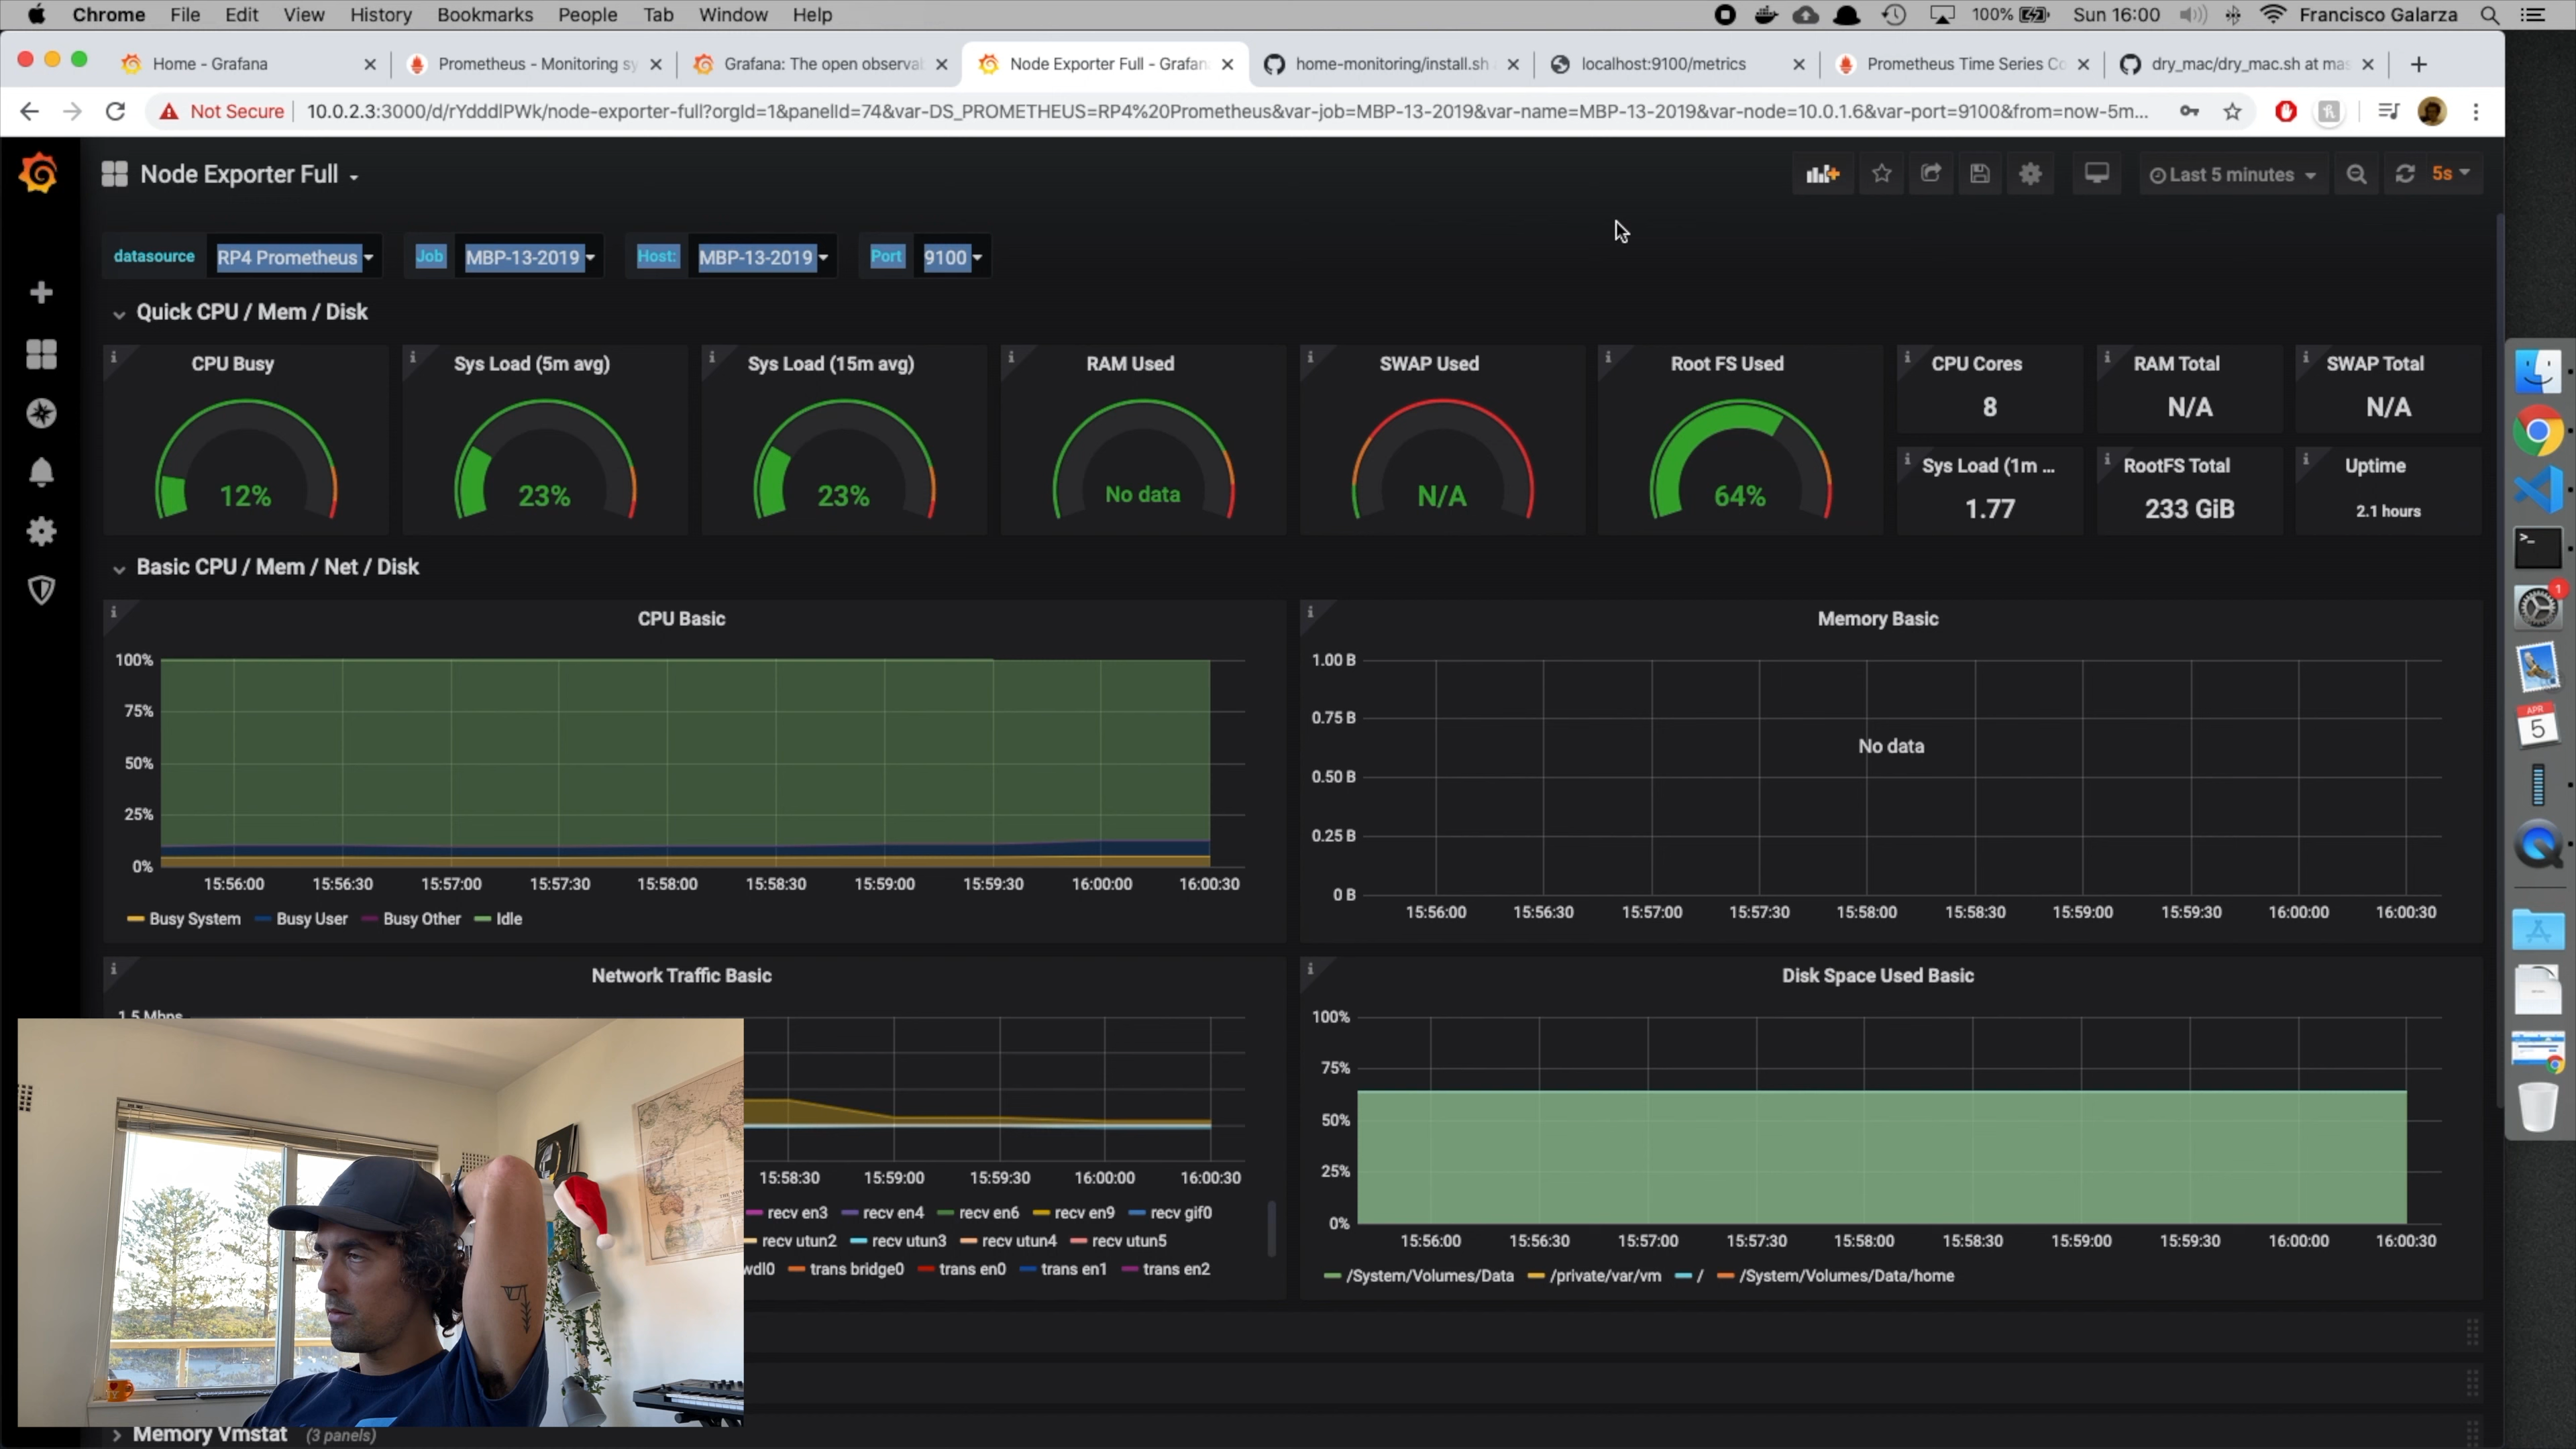 Chrome File Edit View History Bookmarks People Tab Window Help 100% Sun 16:00 Francisco Galarza
Home - Grafana Prometheus - Monitoring sy Grafana: The open observa Node Exporter Full - Grafan home-monitoring/install.sh localhost:9100/metrics Prometheus Time Series Co dry_mac/dry_mac.sh at mas
Not Secure 10.0.2.3:3000/d/rYdddlPWk/node-exporter-full?orgId=1&panelId=74&var-DS_PROMETHEUS=RP4%20Prometheus&var-job=MBP-13-2019&var-name=MBP-13-2019&var-node=10.0.1.6&var-port=9100&from=now-5m...
Node Exporter Full Last 5 minutes 5s
datasource RP4 Prometheus Job MBP-13-2019 Host: MBP-13-2019 Port 9100
Quick CPU / Mem / Disk
CPU Busy Sys Load (5m avg) Sys Load (15m avg) RAM Used SWAP Used Root FS Used CPU Cores RAM Total SWAP Total
8 N/A N/A
Sys Load (1m ... RootFS Total Uptime
12% 23% 23% No data N/A 64% 1.77 233 GiB 2.1 hours
Basic CPU / Mem / Net / Disk
CPU Basic
100%
75%
50%
25%
0%
15:56:00 15:56:30 15:57:00 15:57:30 15:58:00 15:58:30 15:59:00 15:59:30 16:00:00 16:00:30
Busy System Busy User Busy Other Idle
Memory Basic
1.00 B
0.75 B
No data
0.50 B
0.25 B
0 B
15:56:00 15:56:30 15:57:00 15:57:30 15:58:00 15:58:30 15:59:00 15:59:30 16:00:00 16:00:30
Network Traffic Basic
1.5 Mbps
15:58:30 15:59:00 15:59:30 16:00:00 16:00:30
recv en3 recv en4 recv en6 recv en9 recv gif0
recv utun2 recv utun3 recv utun4 recv utun5
wdl0 trans bridge0 trans en0 trans en1 trans en2
Disk Space Used Basic
100%
75%
50%
25%
0%
15:56:00 15:56:30 15:57:00 15:57:30 15:58:00 15:58:30 15:59:00 15:59:30 16:00:00 16:00:30
/System/Volumes/Data /private/var/vm / /System/Volumes/Data/home
Memory Vmstat (3 panels)
1
APR
5